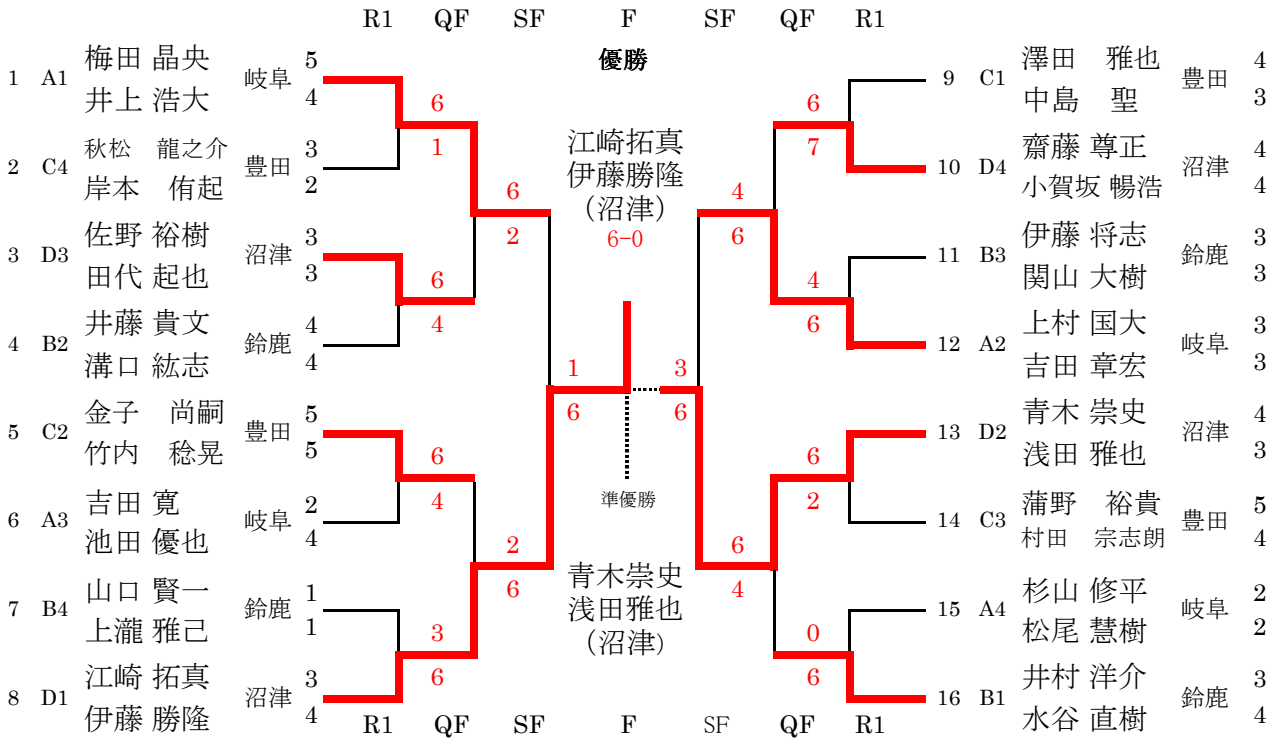 R1 QF SF F SF QF R1
優勝
1 A1 梅田 晶央 井上 浩大 岐阜 5 4
2 C4 秋松 龍之介 岸本 侑起 豊田 3 2
3 D3 佐野 裕樹 田代 起也 沼津 3 3
4 B2 井藤 貴文 溝口 紘志 鈴鹿 4 4
5 C2 金子 尚嗣 竹内 稔晃 豊田 5 5
6 A3 吉田 寛 池田 優也 岐阜 2 4
7 B4 山口 賢一 上瀧 雅己 鈴鹿 1 1
8 D1 江崎 拓真 伊藤 勝隆 沼津 3 4
6
1
6
4
6
4
3
6
6
2
2
6
1
6
江崎拓真
伊藤勝隆
(沼津)
6-0
準優勝
青木崇史
浅田雅也
(沼津)
3
6
4
6
6
4
6
7
4
6
6
2
0
6
9 C1 澤田 雅也 中島 聖 豊田 4 3
10 D4 齋藤 尊正 小賀坂 暢浩 沼津 4 4
11 B3 伊藤 将志 関山 大樹 鈴鹿 3 3
12 A2 上村 国大 吉田 章宏 岐阜 3 3
13 D2 青木 崇史 浅田 雅也 沼津 4 3
14 C3 蒲野 裕貴 村田 宗志朗 豊田 5 4
15 A4 杉山 修平 松尾 慧樹 岐阜 2 2
16 B1 井村 洋介 水谷 直樹 鈴鹿 3 4
R1 QF SF F SF QF R1